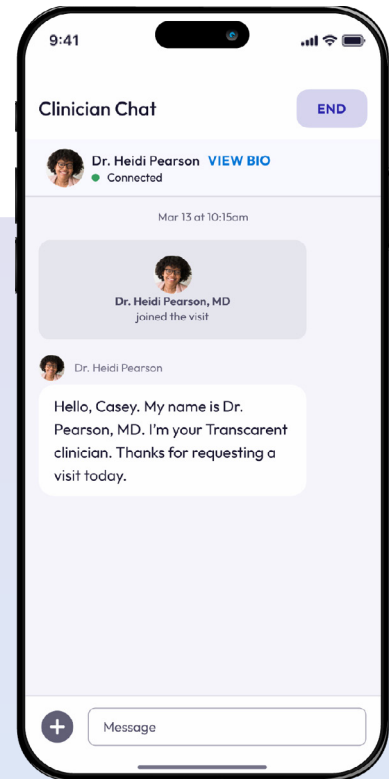 9:41
Clinician Chat
END
Dr. Heidi Pearson VIEW BIO
Connected
Mar 13 at 10:15am
Dr. Heidi Pearson, MD
joined the visit
Dr. Heidi Pearson
Hello, Casey. My name is Dr.
Pearson, MD. I'm your Transcarent
clinician. Thanks for requesting a
visit today.
Message